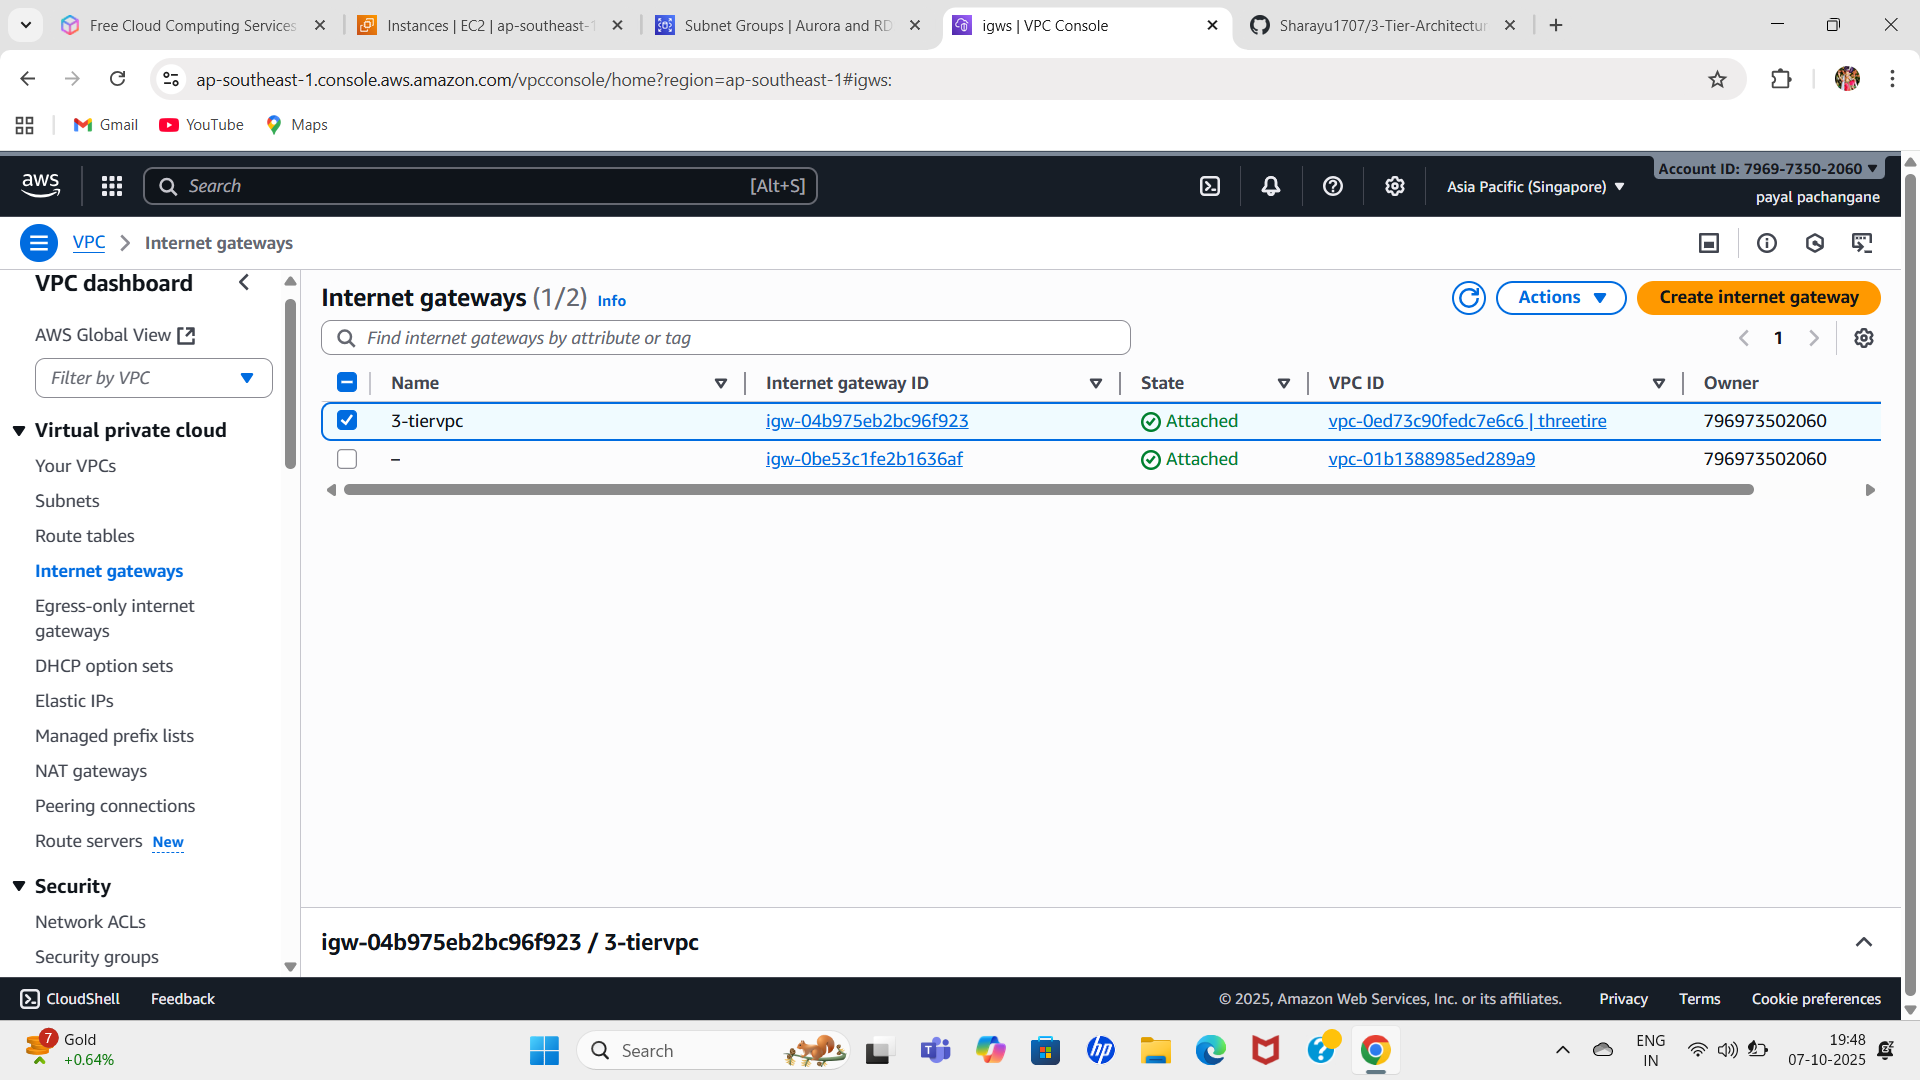 Free Cloud Computing Services
Instances | EC2 | ap-southeast-1
Subnet Groups | Aurora and RD
igws | VPC Console
Sharayu1707/3-Tier-Architectur
ap-southeast-1.console.aws.amazon.com/vpcconsole/home?region=ap-southeast-1#igws:
Gmail
YouTube
Maps
aws
Search
[Alt+S]
Asia Pacific (Singapore)
Account ID: 7969-7350-2060
payal pachangane
VPC
Internet gateways
VPC dashboard
AWS Global View
Filter by VPC
Virtual private cloud
Your VPCs
Subnets
Route tables
Internet gateways
Egress-only internet
gateways
DHCP option sets
Elastic IPs
Managed prefix lists
NAT gateways
Peering connections
Route servers New
Security
Network ACLs
Security groups
Internet gateways (1/2) Info
Actions
Create internet gateway
Find internet gateways by attribute or tag
1
Name Internet gateway ID State VPC ID Owner
3-tiervpc igw-04b975eb2bc96f923 Attached vpc-0ed73c90fedc7e6c6 | threetire 796973502060
– igw-0be53c1fe2b1636af Attached vpc-01b1388985ed289a9 796973502060
igw-04b975eb2bc96f923 / 3-tiervpc
CloudShell
Feedback
© 2025, Amazon Web Services, Inc. or its affiliates.
Privacy
Terms
Cookie preferences
7
Gold
+0.64%
Search
hp
ENG
IN
19:48
07-10-2025